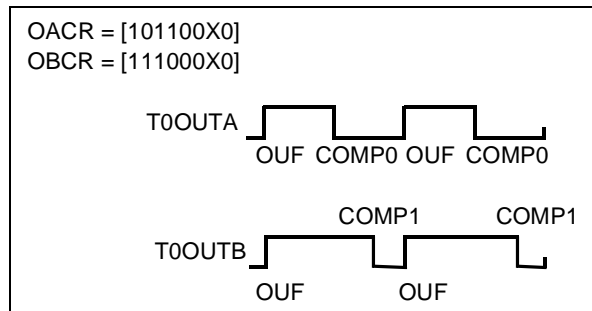 OACR = [101100X0]
OBCR = [111000X0]
T0OUTA
OUF COMP0 OUF COMP0
COMP1 COMP1
T0OUTB
OUF OUF